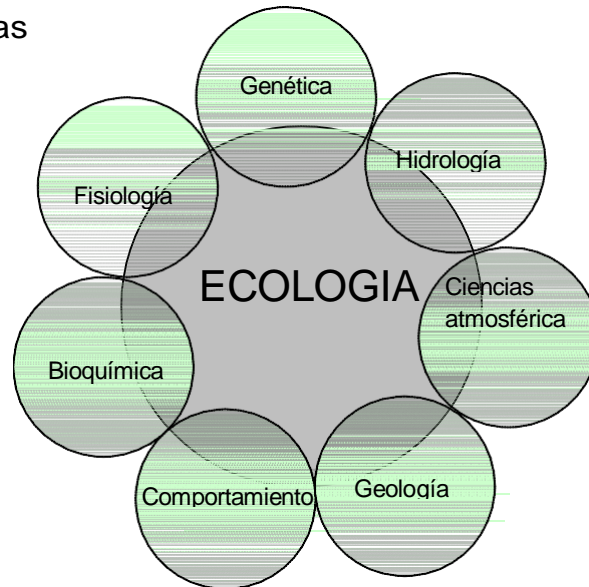 as
Genética
Hidrología
Fisiología
ECOLOGIA
Ciencias
atmosférica
Bioquímica
Comportamiento
Geología